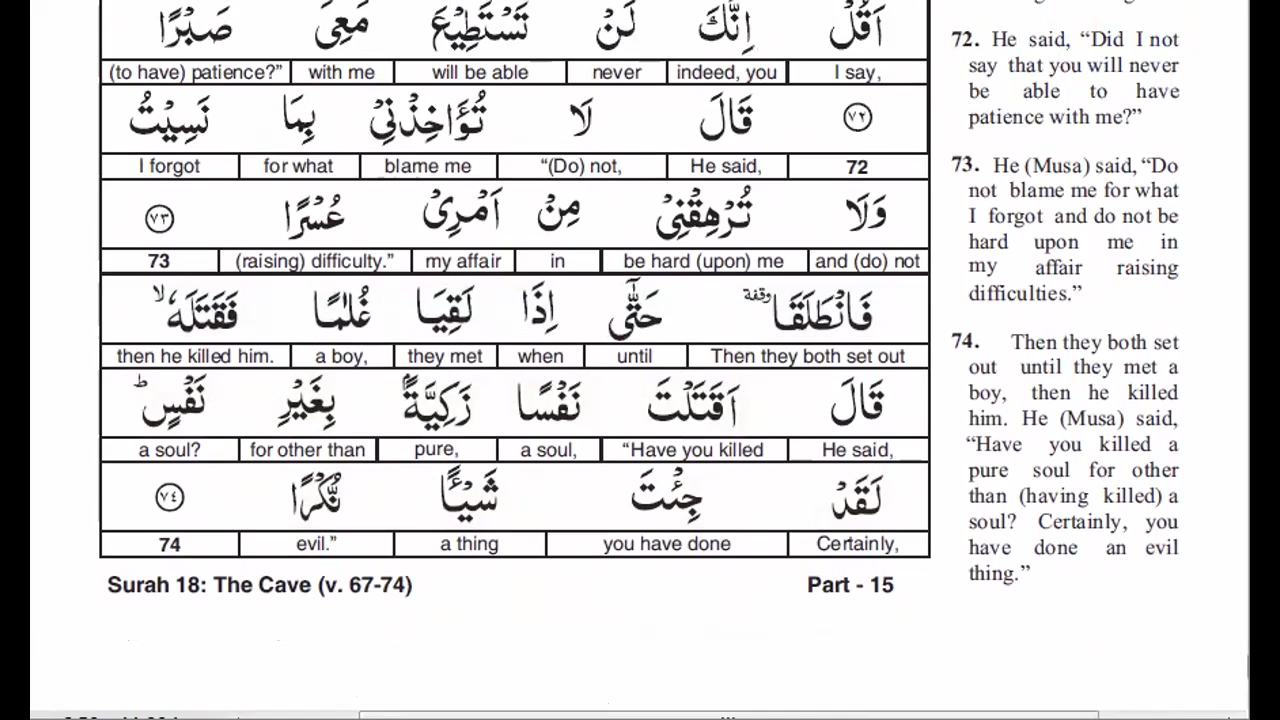 اَقُلْ اِنَّكَ لَنْ تَسْتَطِيْعَ مَعِىَ صَبْرًا
I say, indeed, you never will be able with me (to have) patience?”
٧٢ قَالَ لَا تُؤَاخِذْنِىْ بِمَا نَسِيْتُ
72 He said, “(Do) not, blame me for what I forgot
وَلَا تُرْهِقْنِىْ مِنْ اَمْرِىْ عُسْرًا ٧٣
and (do) not be hard (upon) me in my affair (raising) difficulty.” 73
فَانْطَلَقَا وقفة حَتّٰۤى اِذَا لَقِيَا غُلٰمًا فَقَتَلَهٗ ۙ
Then they both set out until when they met a boy, then he killed him.
قَالَ اَقَتَلْتَ نَفْسًا زَكِيَّةًۢ بِغَيْرِ نَفْسٍ ؕ
He said, “Have you killed a soul, pure, for other than a soul?
لَقَدْ جِئْتَ شَيْـًٔا نُّكْرًا ٧٤
Certainly, you have done a thing evil.” 74
Surah 18: The Cave (v. 67-74) Part - 15
72. He said, “Did I not
say that you will never
be able to have
patience with me?”
73. He (Musa) said, “Do
not blame me for what
I forgot and do not be
hard upon me in
my affair raising
difficulties.”
74. Then they both set
out until they met a
boy, then he killed
him. He (Musa) said,
“Have you killed a
pure soul for other
than (having killed) a
soul? Certainly, you
have done an evil
thing.”